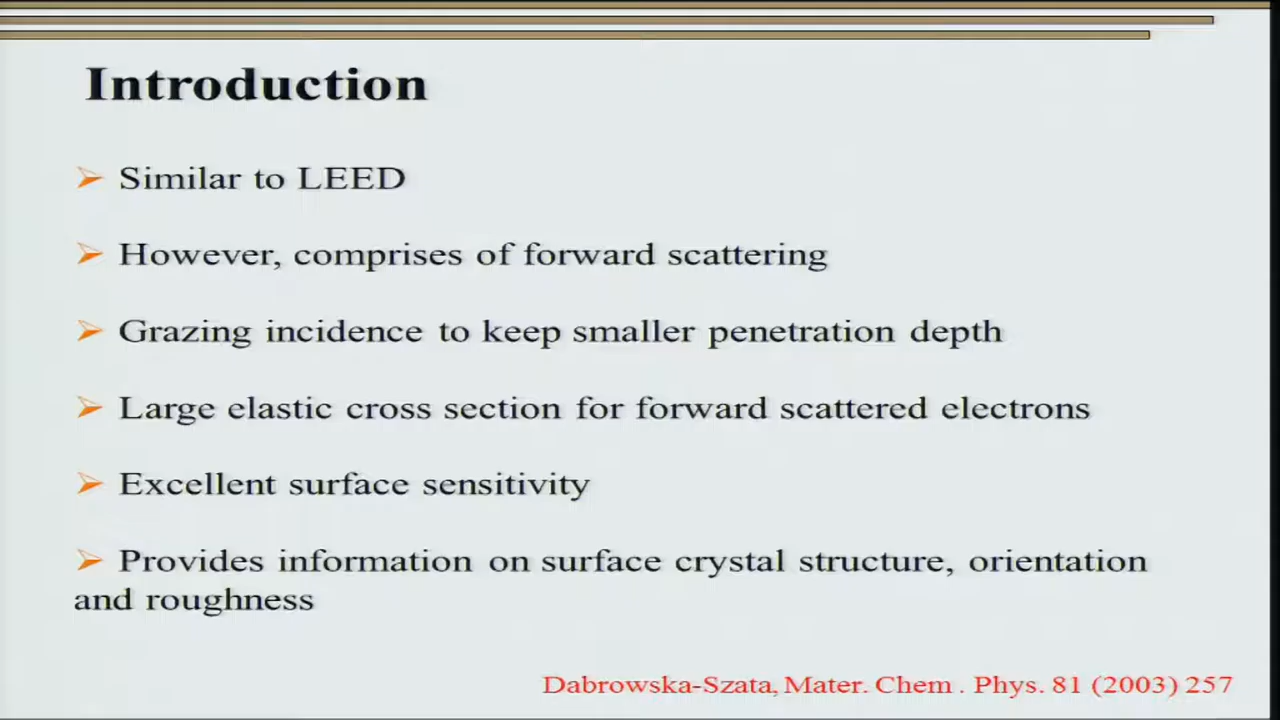 Introduction
➢ Similar to LEED
➢ However, comprises of forward scattering
➢ Grazing incidence to keep smaller penetration depth
➢ Large elastic cross section for forward scattered electrons
➢ Excellent surface sensitivity
➢ Provides information on surface crystal structure, orientation
and roughness
Dabrowska-Szata, Mater. Chem . Phys. 81 (2003) 257